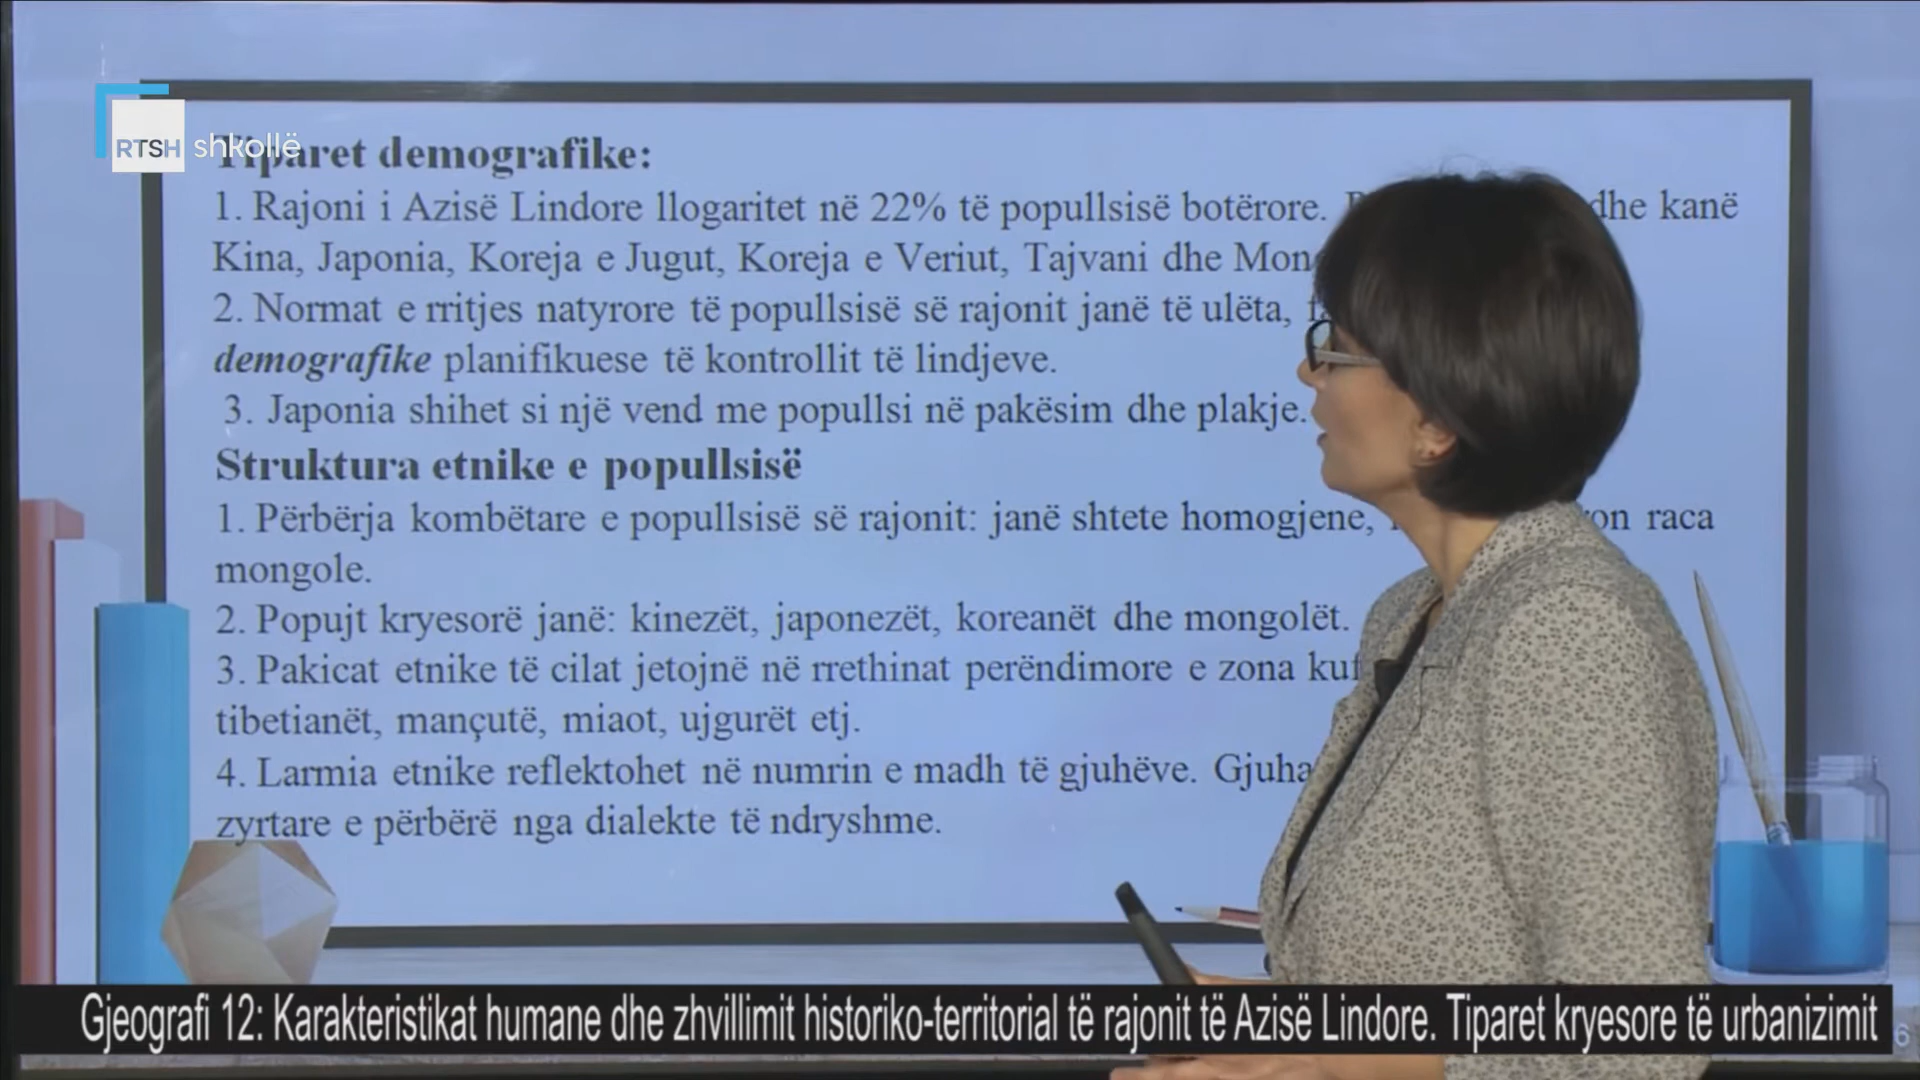 RTSH shkollë
Tiparet demografike:
1. Rajoni i Azisë Lindore llogaritet në 22% të popullsisë botërore. dhe kanë
Kina, Japonia, Koreja e Jugut, Koreja e Veriut, Tajvani dhe
2. Normat e rritjes natyrore të popullsisë së rajonit janë të ulëta,
demografike planifikuese të kontrollit të lindjeve.
3. Japonia shihet si një vend me popullsi në pakësim dhe plakje.
Struktura etnike e popullsisë
1. Përbërja kombëtare e popullsisë së rajonit: janë shtete homogjene, raca
mongole.
2. Popujt kryesorë janë: kinezët, japonezët, koreanët dhe mongolët.
3. Pakicat etnike të cilat jetojnë në rrethinat perëndimore e zona
tibetianët, mançutë, miaot, ujgurët etj.
4. Larmia etnike reflektohet në numrin e madh të gjuhëve. Gjuha
zyrtare e përbërë nga dialekte të ndryshme.
Gjeografi 12: Karakteristikat humane dhe zhvillimit historiko-territorial të rajonit të Azisë Lindore. Tiparet kryesore të urbanizimit
6